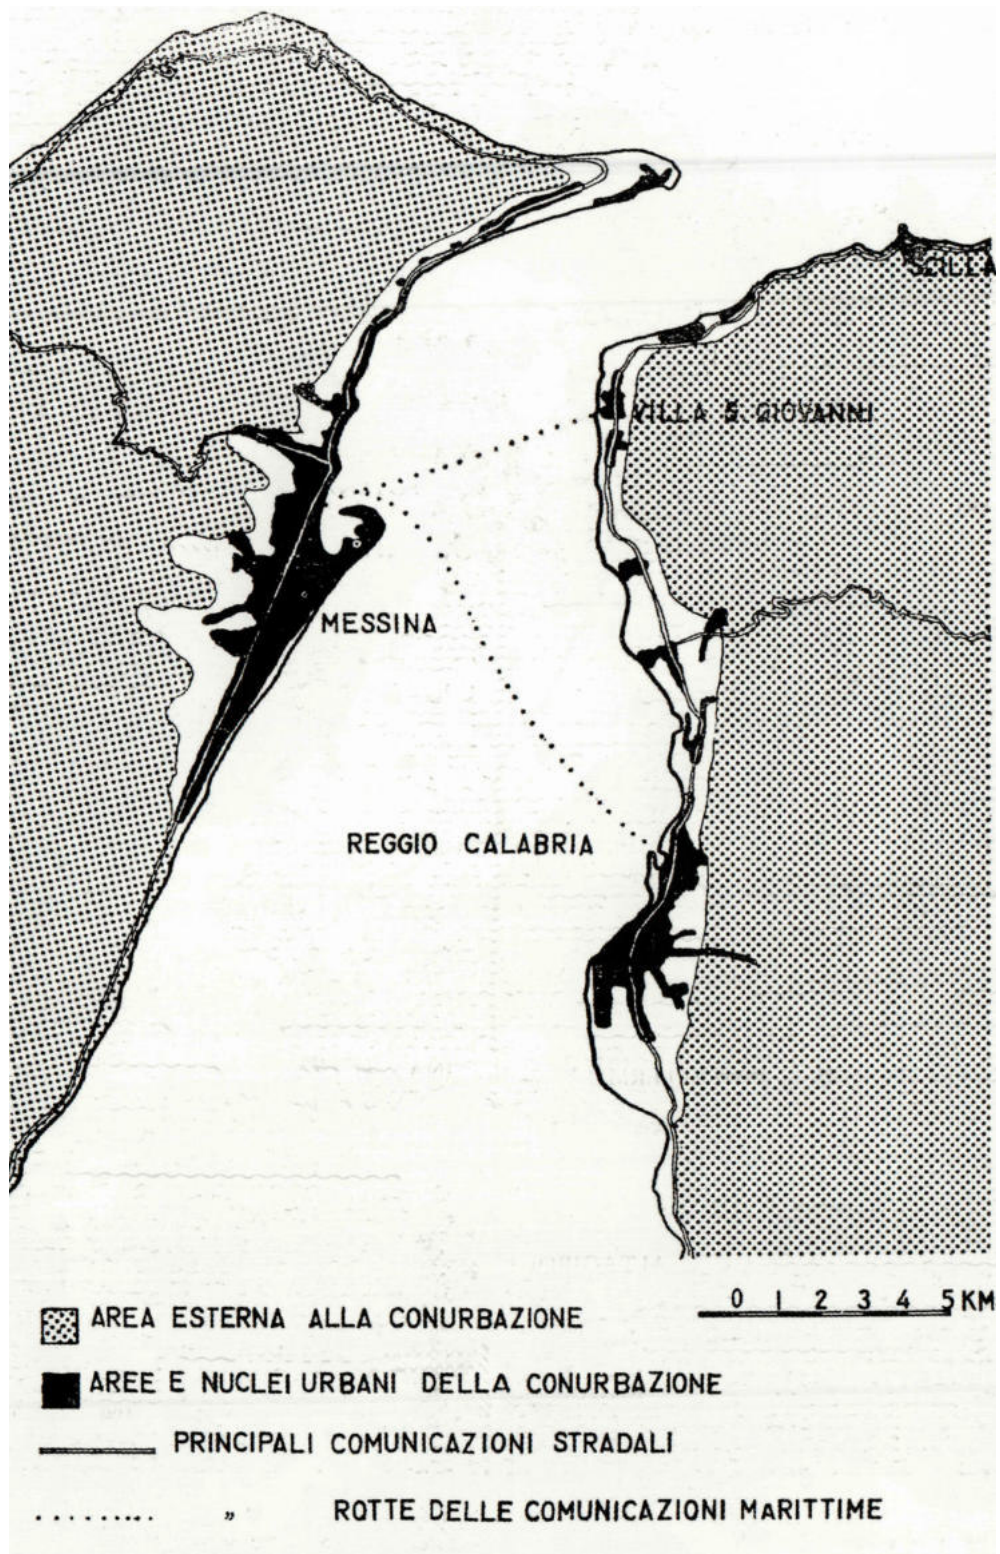 SCILLA
VILLA S. GIOVANNI
MESSINA
REGGIO CALABRIA
0 1 2 3 4 5 KM
AREA ESTERNA ALLA CONURBAZIONE
AREE E NUCLEI URBANI DELLA CONURBAZIONE
PRINCIPALI COMUNICAZIONI STRADALI
„ ROTTE DELLE COMUNICAZIONI MARITTIME